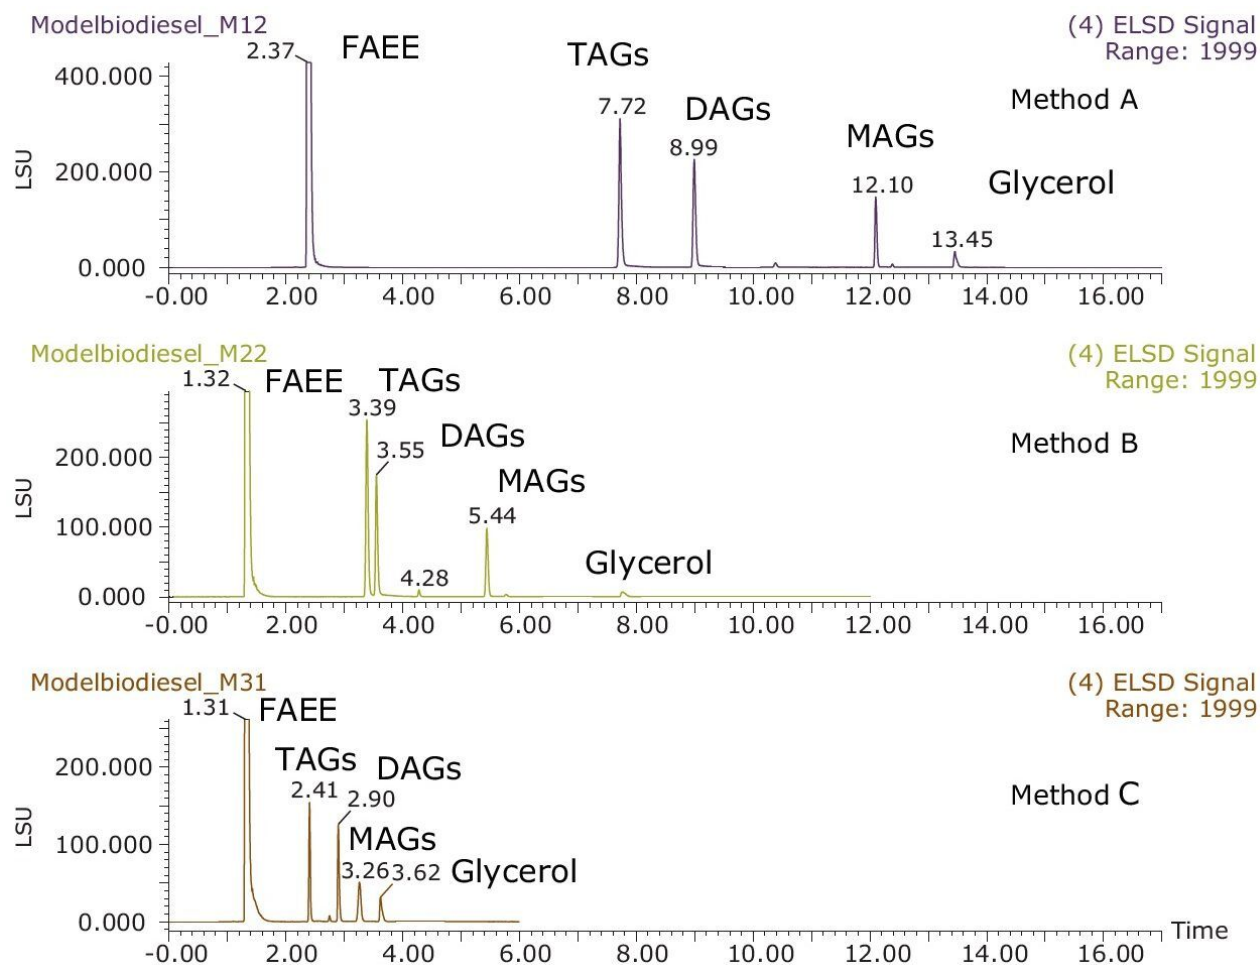 Modelbiodiesel_M12
(4) ELSD Signal
Range: 1999
2.37
FAEE
TAGs
7.72
DAGs
8.99
MAGs
12.10
Glycerol
13.45
Method A
LSU
400.000
200.000
0.000
-0.00 2.00 4.00 6.00 8.00 10.00 12.00 14.00 16.00
Modelbiodiesel_M22
(4) ELSD Signal
Range: 1999
1.32
FAEE
TAGs
3.39
3.55
DAGs
MAGs
4.28
5.44
Glycerol
Method B
LSU
200.000
100.000
0.000
-0.00 2.00 4.00 6.00 8.00 10.00 12.00 14.00 16.00
Modelbiodiesel_M31
(4) ELSD Signal
Range: 1999
1.31
FAEE
TAGs
2.41
DAGs
2.90
MAGs
3.26
3.62
Glycerol
Method C
LSU
200.000
100.000
0.000
Time
-0.00 2.00 4.00 6.00 8.00 10.00 12.00 14.00 16.00